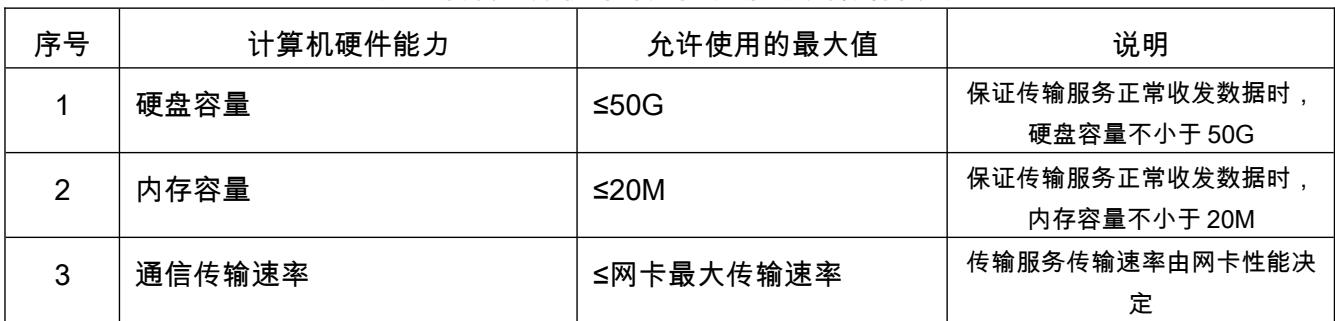 序号 计算机硬件能力 允许使用的最大值 说明
1 硬盘容量 ≤50G 保证传输服务正常收发数据时，
硬盘容量不小于 50G
2 内存容量 ≤20M 保证传输服务正常收发数据时，
内存容量不小于 20M
3 通信传输速率 ≤网卡最大传输速率 传输服务传输速率由网卡性能决
定